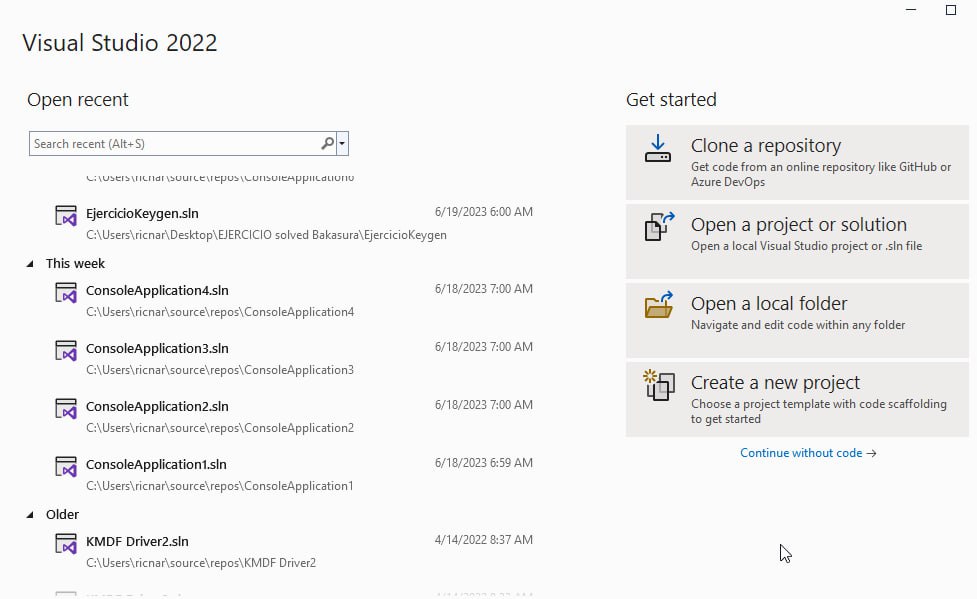 Visual Studio 2022
Open recent
Search recent (Alt+S)
C:\Users\ricnar\source\repos\ConsoleApplication6
EjercicioKeygen.sln
6/19/2023 6:00 AM
C:\Users\ricnar\Desktop\EJERCICIO solved Bakasura\EjercicioKeygen
This week
ConsoleApplication4.sln
6/18/2023 7:00 AM
C:\Users\ricnar\source\repos\ConsoleApplication4
ConsoleApplication3.sln
6/18/2023 7:00 AM
C:\Users\ricnar\source\repos\ConsoleApplication3
ConsoleApplication2.sln
6/18/2023 7:00 AM
C:\Users\ricnar\source\repos\ConsoleApplication2
ConsoleApplication1.sln
6/18/2023 6:59 AM
C:\Users\ricnar\source\repos\ConsoleApplication1
Older
KMDF Driver2.sln
4/14/2022 8:37 AM
C:\Users\ricnar\source\repos\KMDF Driver2
Get started
Clone a repository
Get code from an online repository like GitHub or
Azure DevOps
Open a project or solution
Open a local Visual Studio project or .sln file
Open a local folder
Navigate and edit code within any folder
Create a new project
Choose a project template with code scaffolding
to get started
Continue without code →